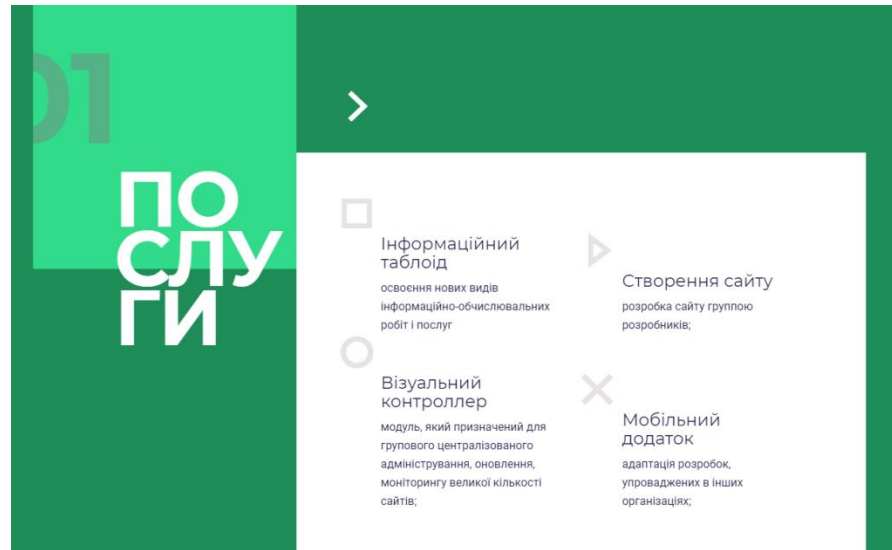 01
ПО
СЛУ
ГИ
Інформаційний
таблоід
освоєння нових видів
інформаційно-обчислювальних
робіт і послуг
Створення сайту
розробка сайту группою
розробників;
Візуальний
контроллер
модуль, який призначений для
групового централізованого
адміністрування, оновлення,
моніторингу великої кількості
сайтів;
Мобільний
додаток
адаптація розробок,
упроваджених в інших
організаціях;